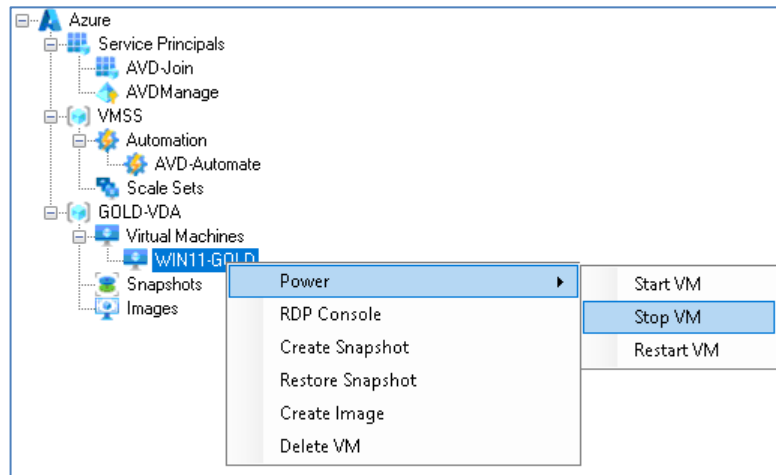 Azure
Service Principals
AVD-Join
AVDManage
VMSS
Automation
AVD-Automate
Scale Sets
GOLD-VDA
Virtual Machines
WIN11-GOLD
Snapshots
Images
Power
RDP Console
Create Snapshot
Restore Snapshot
Create Image
Delete VM
Start VM
Stop VM
Restart VM